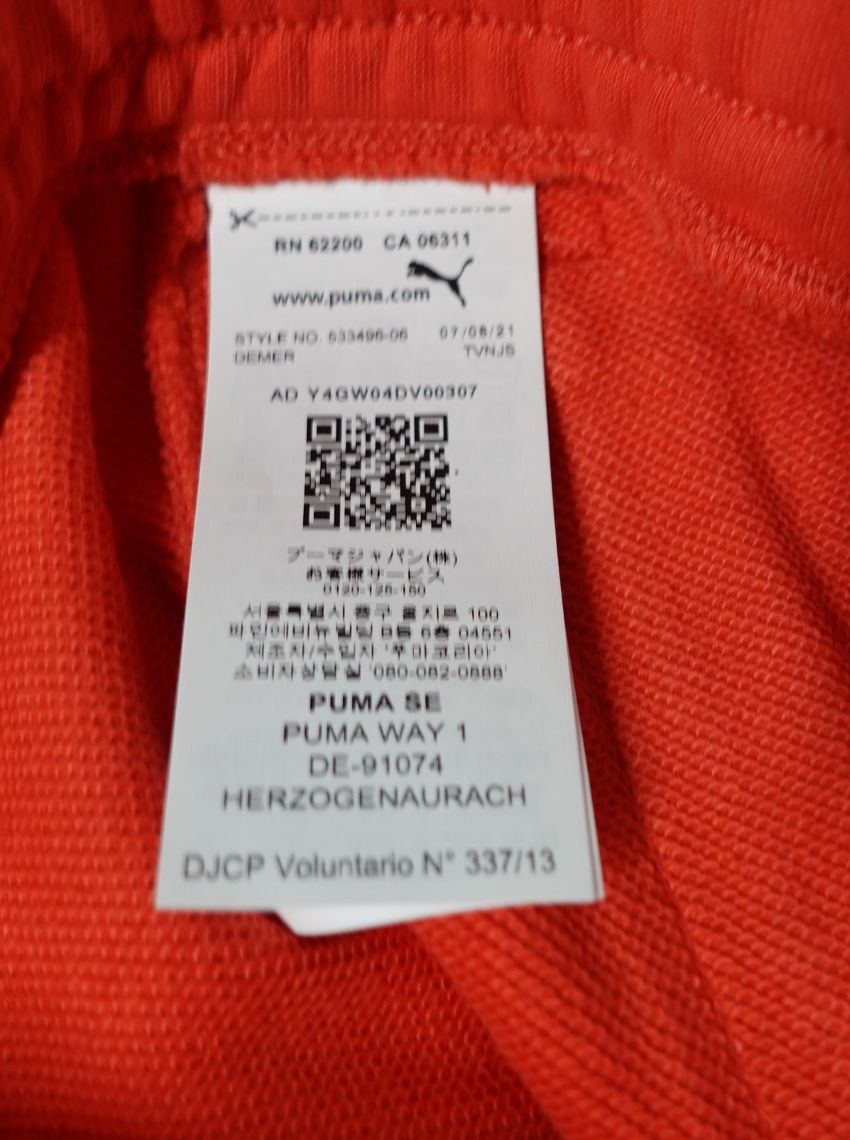 RN 62200 CA 06311
www.puma.com
STYLE NO. 533496-06 07/08/21
DEMER TVNJS
AD Y4GW04DV00307
プーマジャパン(株)
お客様サービス
0120-125-150
서울특별시 중구 을지로 100
파인애비뉴빌딩 B동 6층 04551
제조자/수입자 '푸마코리아'
소비자상담실 '080-082-0888'
PUMA SE
PUMA WAY 1
DE-91074
HERZOGENAURACH
DJCP Voluntario N° 337/13